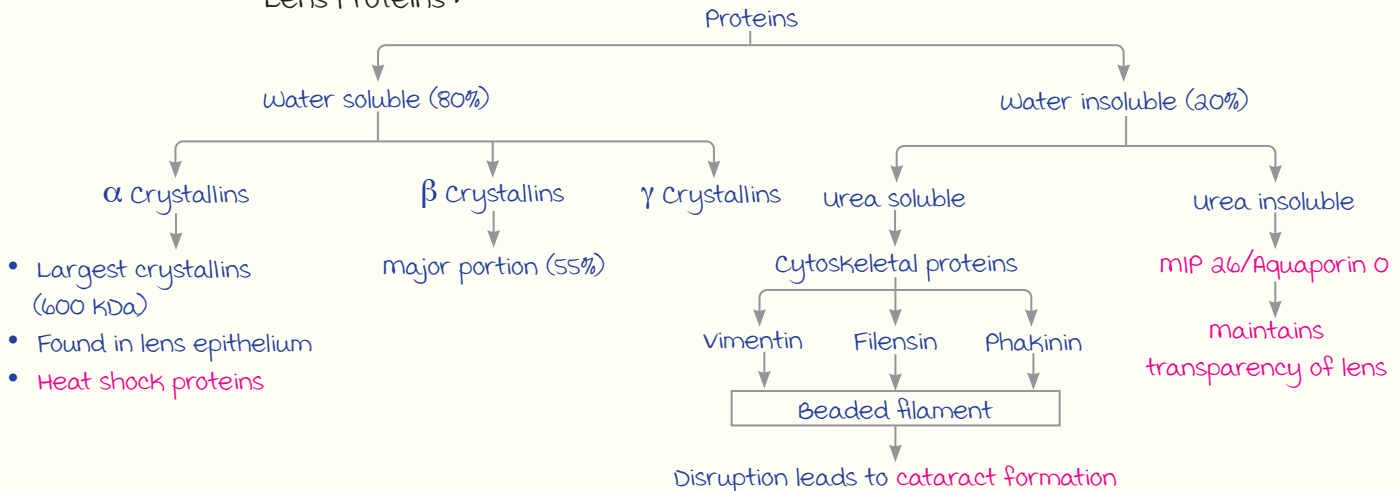 Lens Proteins :
Proteins
Water soluble (80%)
Water insoluble (20%)
α Crystallins
β Crystallins
γ Crystallins
Urea soluble
Urea insoluble
• Largest crystallins
(600 KDa)
• Found in lens epithelium
• Heat shock proteins
major portion (55%)
Cytoskeletal proteins
MIP 26/Aquaporin 0
Vimentin
Filensin
Phakinin
maintains
transparency of lens
Beaded filament
Disruption leads to cataract formation